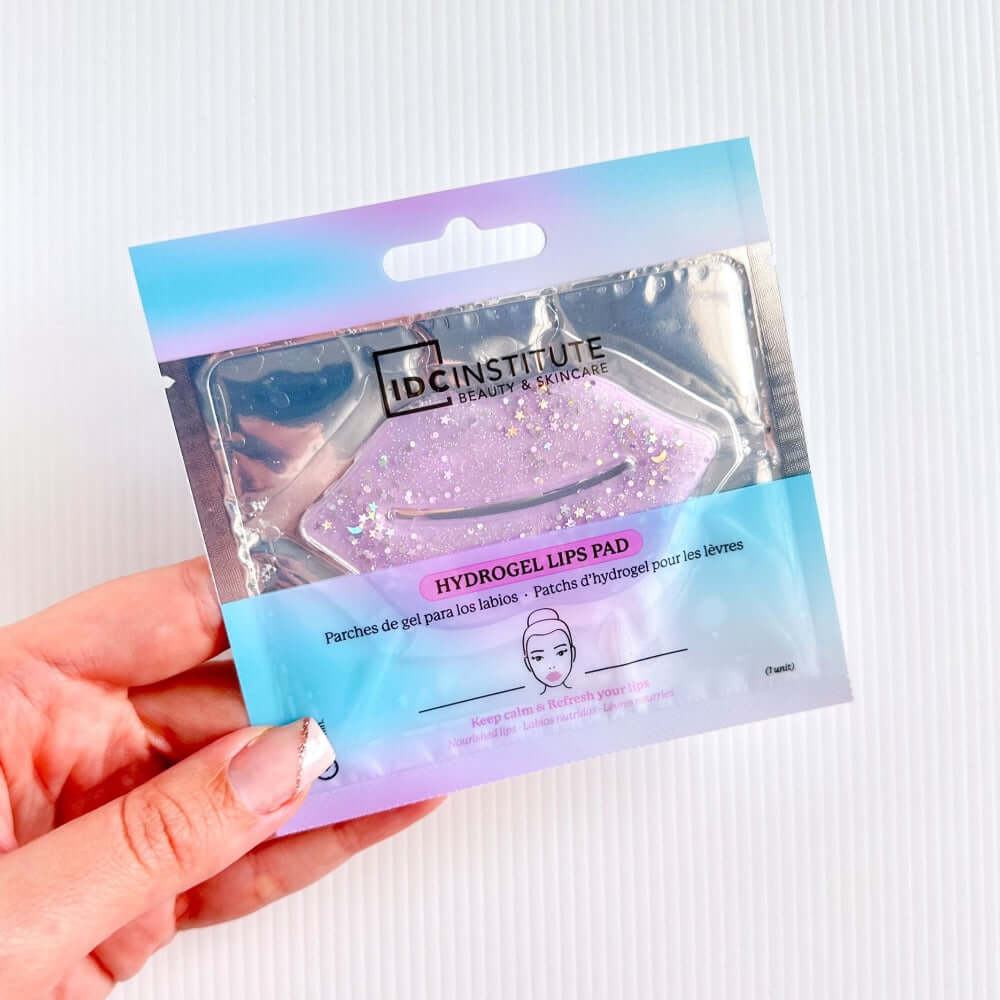 IDC INSTITUTE
BEAUTY & SKINCARE
HYDROGEL LIPS PAD
Parches de gel para los labios · Patchs d'hydrogel pour les lèvres
(1 unit)
Keep calm & Refresh your lips
Nourished lips · Labios nutridos · Lèvres nourries